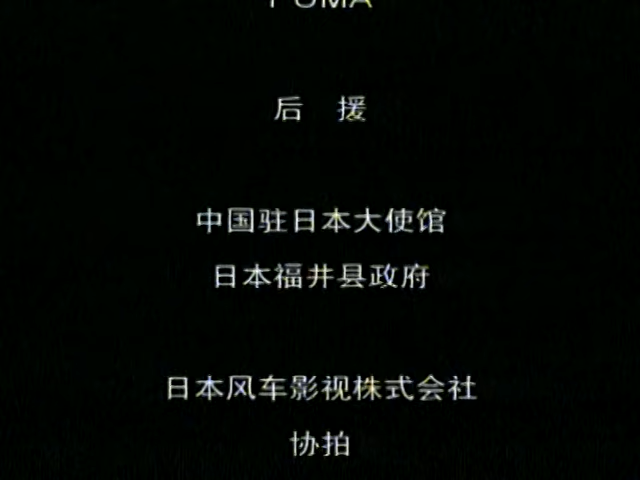 PUMA
后 援
中国驻日本大使馆
日本福井县政府
日本风车影视株式会社
协拍